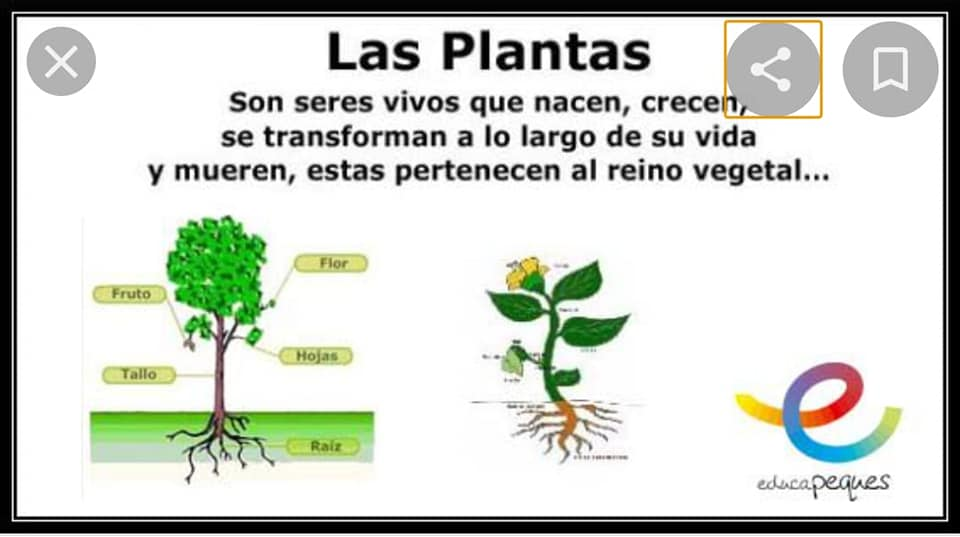 Las Plantas
Son seres vivos que nacen, crecen,
se transforman a lo largo de su vida
y mueren, estas pertenecen al reino vegetal...
Flor
Fruto
Hojas
Tallo
Raíz
educapeques